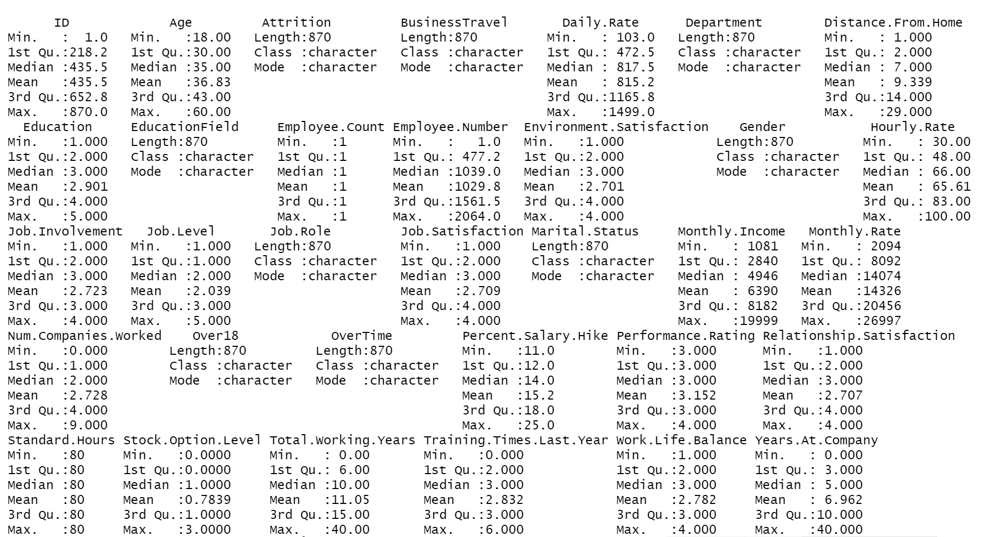 ID Age Attrition BusinessTravel Daily.Rate Department Distance.From.Home
Min. : 1.0 Min. :18.00 Length:870 Length:870 Min. : 103.0 Length:870 Min. : 1.000
1st Qu.:218.2 1st Qu.:30.00 Class :character Class :character 1st Qu.: 472.5 Class :character 1st Qu.: 2.000
Median :435.5 Median :35.00 Mode :character Mode :character Median : 817.5 Mode :character Median : 7.000
Mean :435.5 Mean :36.83 Mean : 815.2 Mean : 9.339
3rd Qu.:652.8 3rd Qu.:43.00 3rd Qu.:1165.8 3rd Qu.:14.000
Max. :870.0 Max. :60.00 Max. :1499.0 Max. :29.000
Education EducationField Employee.Count Employee.Number Environment.Satisfaction Gender Hourly.Rate
Min. :1.000 Length:870 Min. :1 Min. : 1.0 Min. :1.000 Length:870 Min. : 30.00
1st Qu.:2.000 Class :character 1st Qu.:1 1st Qu.: 477.2 1st Qu.:2.000 Class :character 1st Qu.: 48.00
Median :3.000 Mode :character Median :1 Median :1039.0 Median :3.000 Mode :character Median : 66.00
Mean :2.901 Mean :1 Mean :1029.8 Mean :2.701 Mean : 65.61
3rd Qu.:4.000 3rd Qu.:1 3rd Qu.:1561.5 3rd Qu.:4.000 3rd Qu.: 83.00
Max. :5.000 Max. :1 Max. :2064.0 Max. :4.000 Max. :100.00
Job.Involvement Job.Level Job.Role Job.Satisfaction Marital.Status Monthly.Income Monthly.Rate
Min. :1.000 Min. :1.000 Length:870 Min. :1.000 Length:870 Min. : 1081 Min. : 2094
1st Qu.:2.000 1st Qu.:1.000 Class :character 1st Qu.:2.000 Class :character 1st Qu.: 2840 1st Qu.: 8092
Median :3.000 Median :2.000 Mode :character Median :3.000 Mode :character Median : 4946 Median :14074
Mean :2.723 Mean :2.039 Mean :2.709 Mean : 6390 Mean :14326
3rd Qu.:3.000 3rd Qu.:3.000 3rd Qu.:4.000 3rd Qu.: 8182 3rd Qu.:20456
Max. :4.000 Max. :5.000 Max. :4.000 Max. :19999 Max. :26997
Num.Companies.Worked Over18 OverTime Percent.Salary.Hike Performance.Rating Relationship.Satisfaction
Min. :0.000 Length:870 Length:870 Min. :11.0 Min. :3.000 Min. :1.000
1st Qu.:1.000 Class :character Class :character 1st Qu.:12.0 1st Qu.:3.000 1st Qu.:2.000
Median :2.000 Mode :character Mode :character Median :14.0 Median :3.000 Median :3.000
Mean :2.728 Mean :15.2 Mean :3.152 Mean :2.707
3rd Qu.:4.000 3rd Qu.:18.0 3rd Qu.:3.000 3rd Qu.:4.000
Max. :9.000 Max. :25.0 Max. :4.000 Max. :4.000
Standard.Hours Stock.Option.Level Total.Working.Years Training.Times.Last.Year Work.Life.Balance Years.At.Company
Min. :80 Min. :0.0000 Min. : 0.00 Min. :0.000 Min. :1.000 Min. : 0.000
1st Qu.:80 1st Qu.:0.0000 1st Qu.: 6.00 1st Qu.:2.000 1st Qu.:2.000 1st Qu.: 3.000
Median :80 Median :1.0000 Median :10.00 Median :3.000 Median :3.000 Median : 5.000
Mean :80 Mean :0.7839 Mean :11.05 Mean :2.832 Mean :2.782 Mean : 6.962
3rd Qu.:80 3rd Qu.:1.0000 3rd Qu.:15.00 3rd Qu.:3.000 3rd Qu.:3.000 3rd Qu.:10.000
Max. :80 Max. :3.0000 Max. :40.00 Max. :6.000 Max. :4.000 Max. :40.000